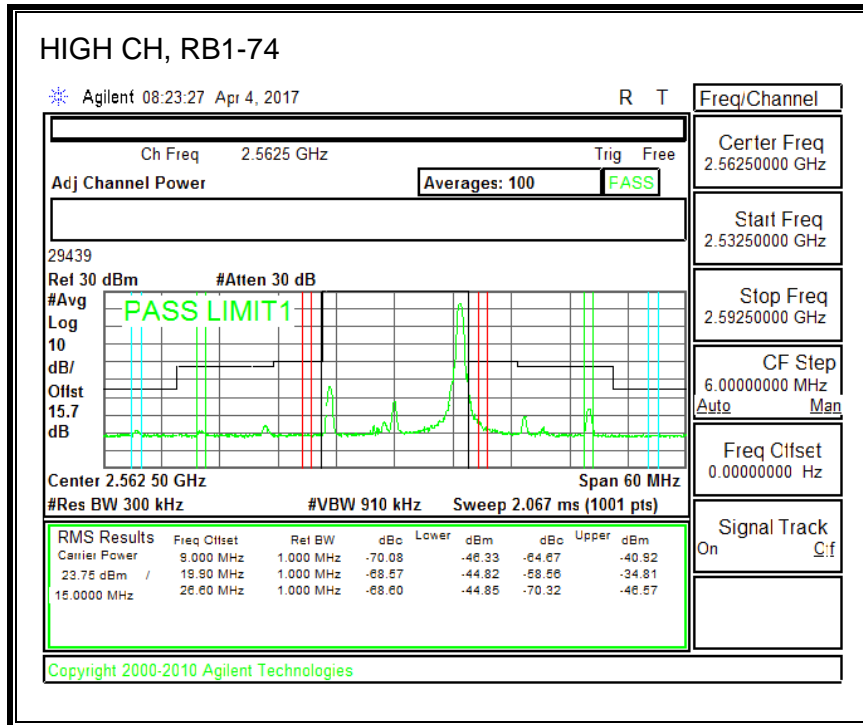 HIGH CH, RB1-74
Agilent 08:23:27 Apr 4, 2017 R T
Freq/Channel
Ch Freq 2.5625 GHz Trig Free
Adj Channel Power Averages: 100 PASS
Center Freq
2.56250000 GHz
Start Freq
2.53250000 GHz
29439
Ref 30 dBm #Atten 30 dB
#Avg
Log
10
dB/
Offst
15.7
dB
PASS LIMIT1
Stop Freq
2.59250000 GHz
CF Step
6.00000000 MHz
Auto Man
Freq Offset
0.00000000 Hz
Center 2.562 50 GHz Span 60 MHz
#Res BW 300 kHz #VBW 910 kHz Sweep 2.067 ms (1001 pts)
Signal Track
On Off
RMS Results Freq Offset Ref BW dBc Lower dBm dBc Upper dBm
Carrier Power 9.000 MHz 1.000 MHz -70.08 -46.33 -64.67 -40.92
23.75 dBm / 19.90 MHz 1.000 MHz -68.57 -44.82 -58.56 -34.81
15.0000 MHz 26.60 MHz 1.000 MHz -68.60 -44.85 -70.32 -46.57
Copyright 2000-2010 Agilent Technologies